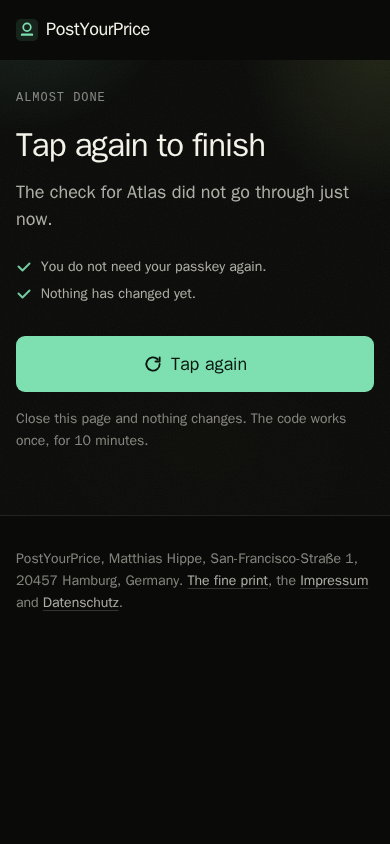 PostYourPrice
ALMOST DONE
Tap again to finish
The check for Atlas did not go through just
now.
You do not need your passkey again.
Nothing has changed yet.
Tap again
Close this page and nothing changes. The code works
once, for 10 minutes.
PostYourPrice, Matthias Hippe, San-Francisco-Straße 1,
20457 Hamburg, Germany. The fine print, the Impressum
and Datenschutz.